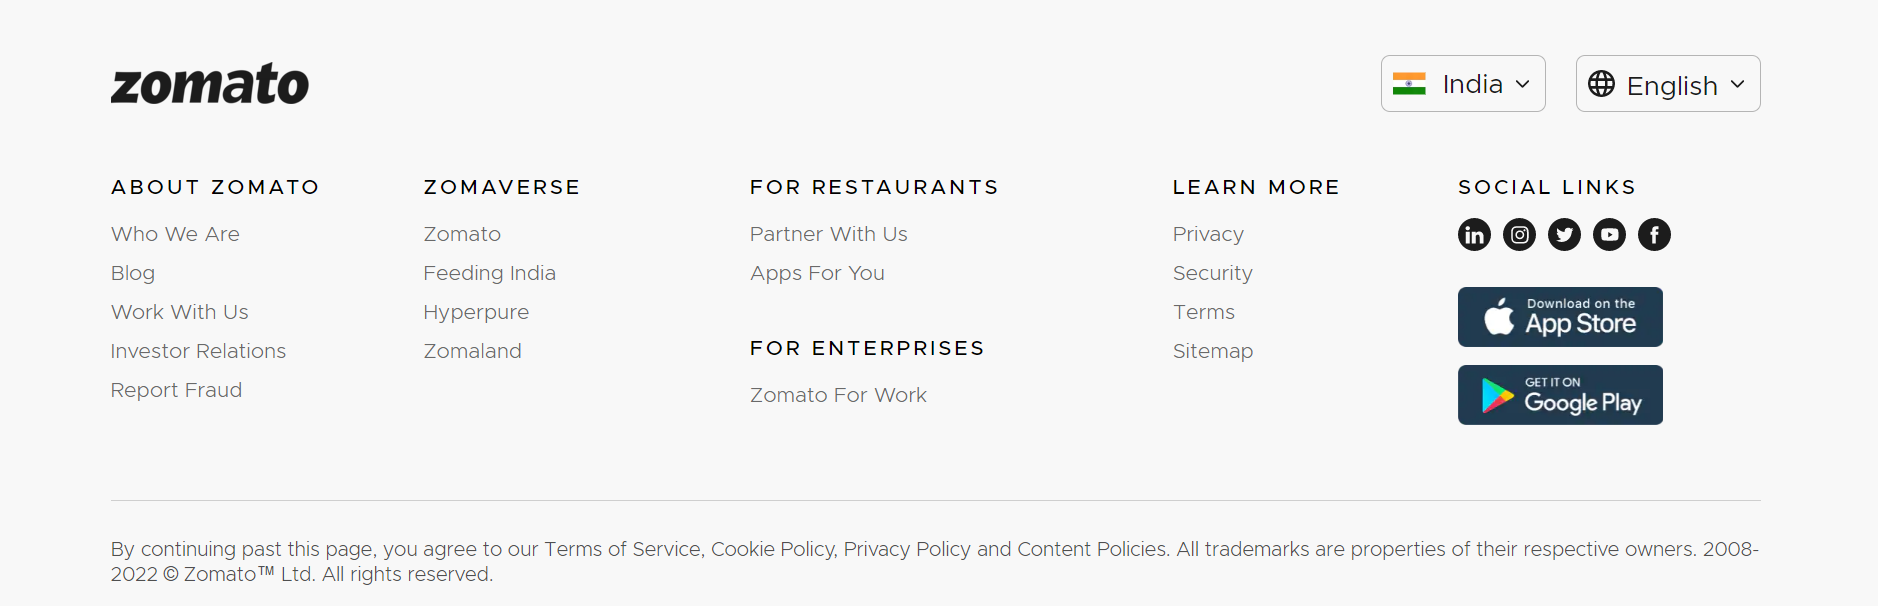 zomato
India
English
ABOUT ZOMATO
Who We Are
Blog
Work With Us
Investor Relations
Report Fraud
ZOMAVERSE
Zomato
Feeding India
Hyperpure
Zomaland
FOR RESTAURANTS
Partner With Us
Apps For You
FOR ENTERPRISES
Zomato For Work
LEARN MORE
Privacy
Security
Terms
Sitemap
SOCIAL LINKS
in
f
Download on the
App Store
GET IT ON
Google Play
By continuing past this page, you agree to our Terms of Service, Cookie Policy, Privacy Policy and Content Policies. All trademarks are properties of their respective owners. 2008-
2022 © Zomato™ Ltd. All rights reserved.